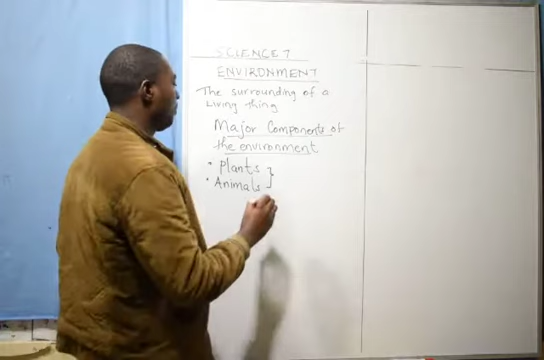 SCIENCE 7
ENVIRONMENT
The surrounding of a
Living thing
Major Components of
the environment
• Plants
• Animals